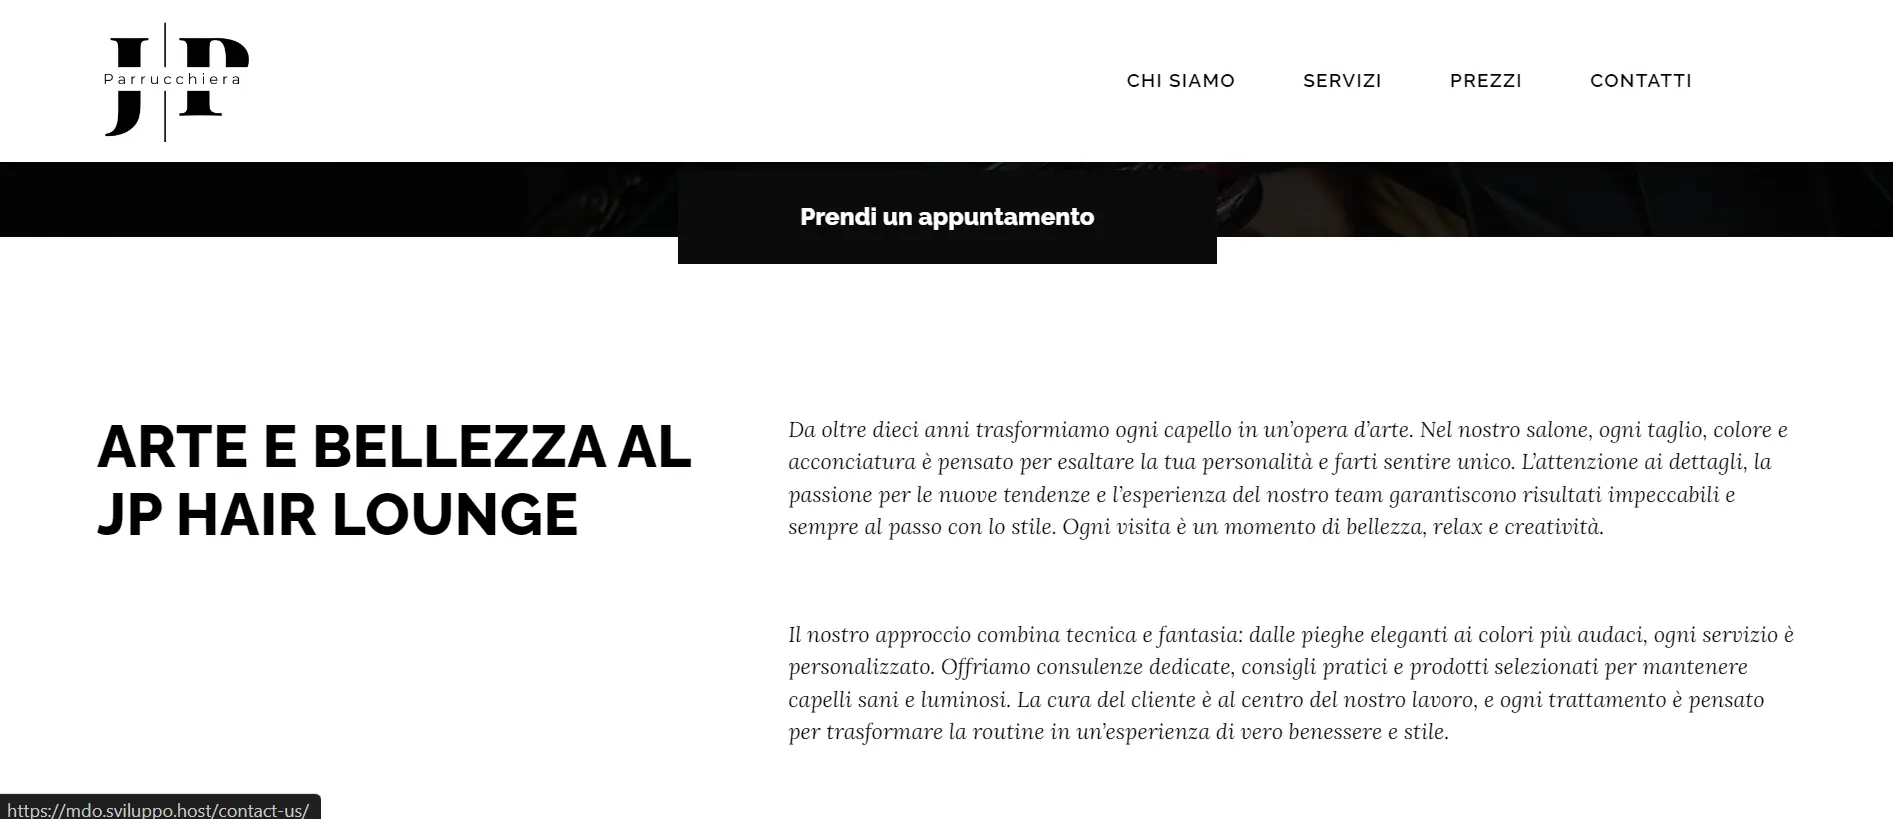 JP
Parrucchiera
CHI SIAMO
SERVIZI
PREZZI
CONTATTI
Prendi un appuntamento
ARTE E BELLEZZA AL
JP HAIR LOUNGE
Da oltre dieci anni trasformiamo ogni capello in un’opera d’arte. Nel nostro salone, ogni taglio, colore e
acconciatura è pensato per esaltare la tua personalità e farti sentire unico. L’attenzione ai dettagli, la
passione per le nuove tendenze e l’esperienza del nostro team garantiscono risultati impeccabili e
sempre al passo con lo stile. Ogni visita è un momento di bellezza, relax e creatività.
Il nostro approccio combina tecnica e fantasia: dalle pieghe eleganti ai colori più audaci, ogni servizio è
personalizzato. Offriamo consulenze dedicate, consigli pratici e prodotti selezionati per mantenere
capelli sani e luminosi. La cura del cliente è al centro del nostro lavoro, e ogni trattamento è pensato
per trasformare la routine in un’esperienza di vero benessere e stile.
https://mdo.sviluppo.host/contact-us/